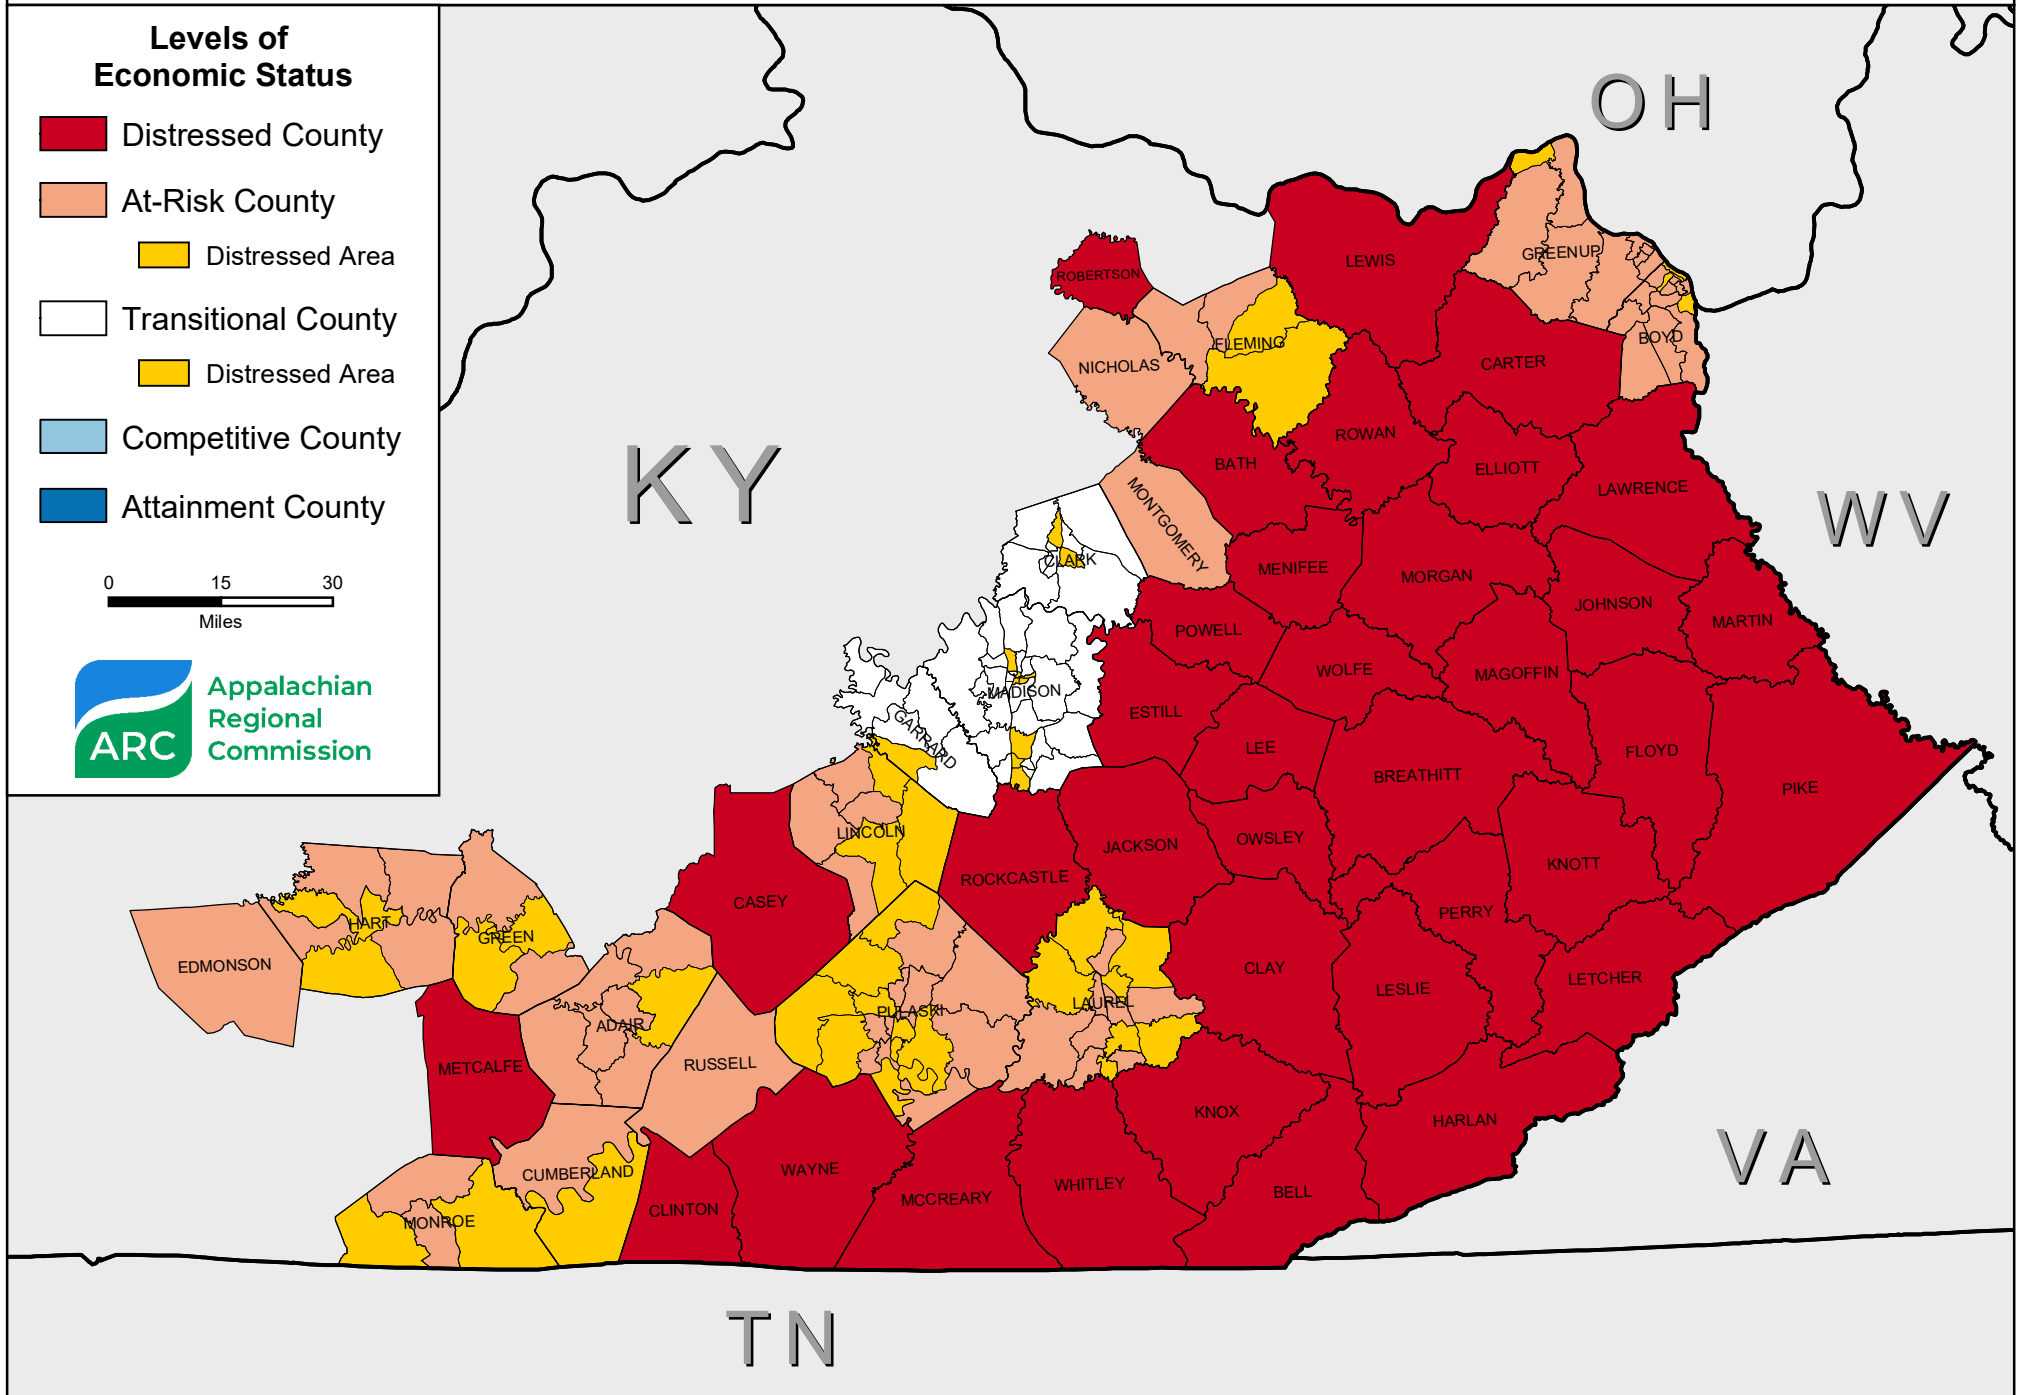 Levels of
Economic Status
Distressed County
At-Risk County
Distressed Area
Transitional County
Distressed Area
Competitive County
Attainment County
0 15 30
Miles
ARC
Appalachian
Regional
Commission
OH
KY
WV
VA
TN
ROBERTSON
LEWIS
GREENUP
NICHOLAS
FLEMING
CARTER
BOYD
BATH
ROWAN
ELLIOTT
LAWRENCE
MONTGOMERY
CLARK
MENIFEE
MORGAN
JOHNSON
MARTIN
POWELL
WOLFE
MAGOFFIN
MADISON
GARRARD
ESTILL
LEE
BREATHITT
FLOYD
PIKE
LINCOLN
JACKSON
OWSLEY
KNOTT
CASEY
ROCKCASTLE
PERRY
HART
GREEN
EDMONSON
CLAY
LESLIE
LETCHER
ADAIR
PULASKI
LAUREL
METCALFE
RUSSELL
KNOX
HARLAN
CUMBERLAND
WAYNE
MCCREARY
WHITLEY
BELL
MONROE
CLINTON